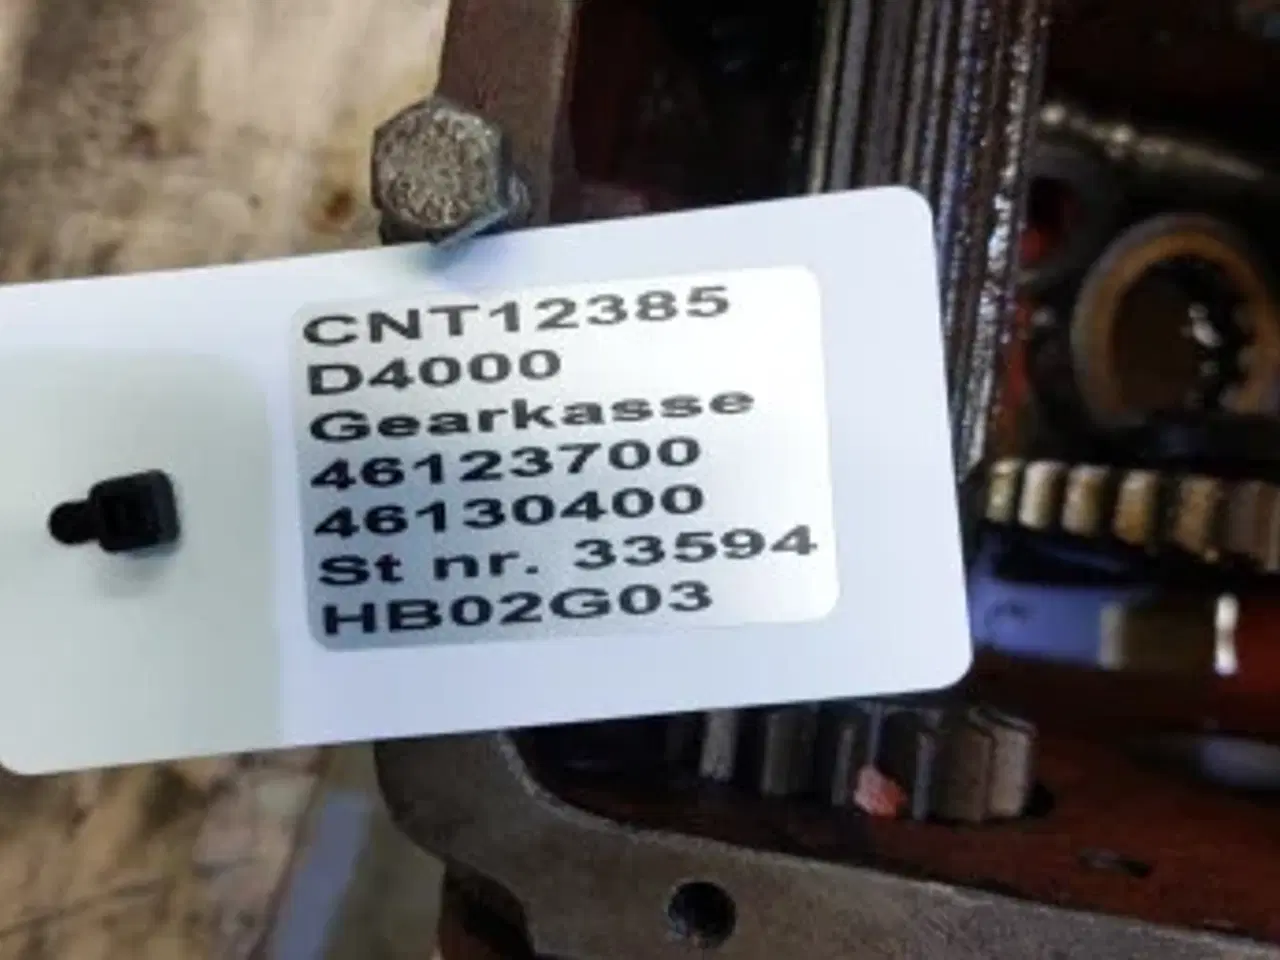 CNT12385
D4000
Gearkasse
46123700
46130400
St nr. 33594
HB02G03